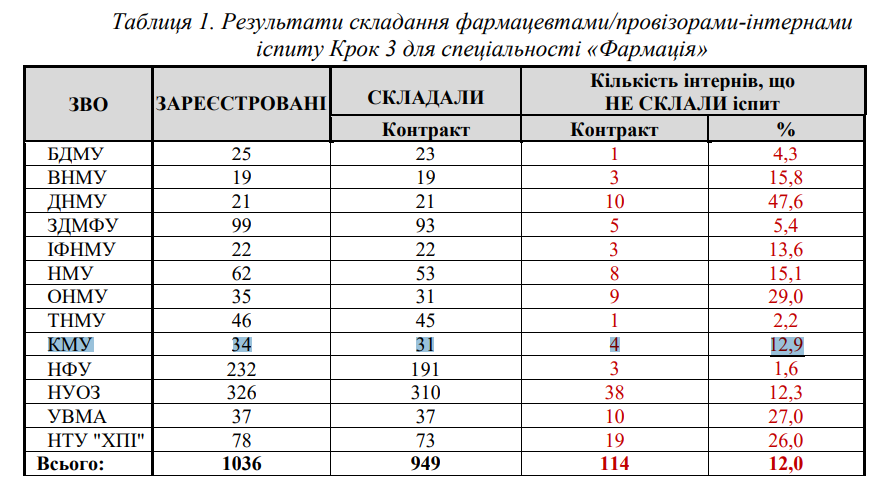 Таблиця 1. Результати складання фармацевтами/провізорами-інтернами
іспиту Крок 3 для спеціальності «Фармація»
ЗВО ЗАРЕЄСТРОВАНІ СКЛАДАЛИ Кількість інтернів, що
НЕ СКЛАЛИ іспит
Контракт Контракт %
БДМУ 25 23 1 4,3
ВНМУ 19 19 3 15,8
ДНМУ 21 21 10 47,6
ЗДМФУ 99 93 5 5,4
ІФНМУ 22 22 3 13,6
НМУ 62 53 8 15,1
ОНМУ 35 31 9 29,0
ТНМУ 46 45 1 2,2
КМУ 34 31 4 12,9
НФУ 232 191 3 1,6
НУОЗ 326 310 38 12,3
УВМА 37 37 10 27,0
НТУ "ХПІ" 78 73 19 26,0
Всього: 1036 949 114 12,0